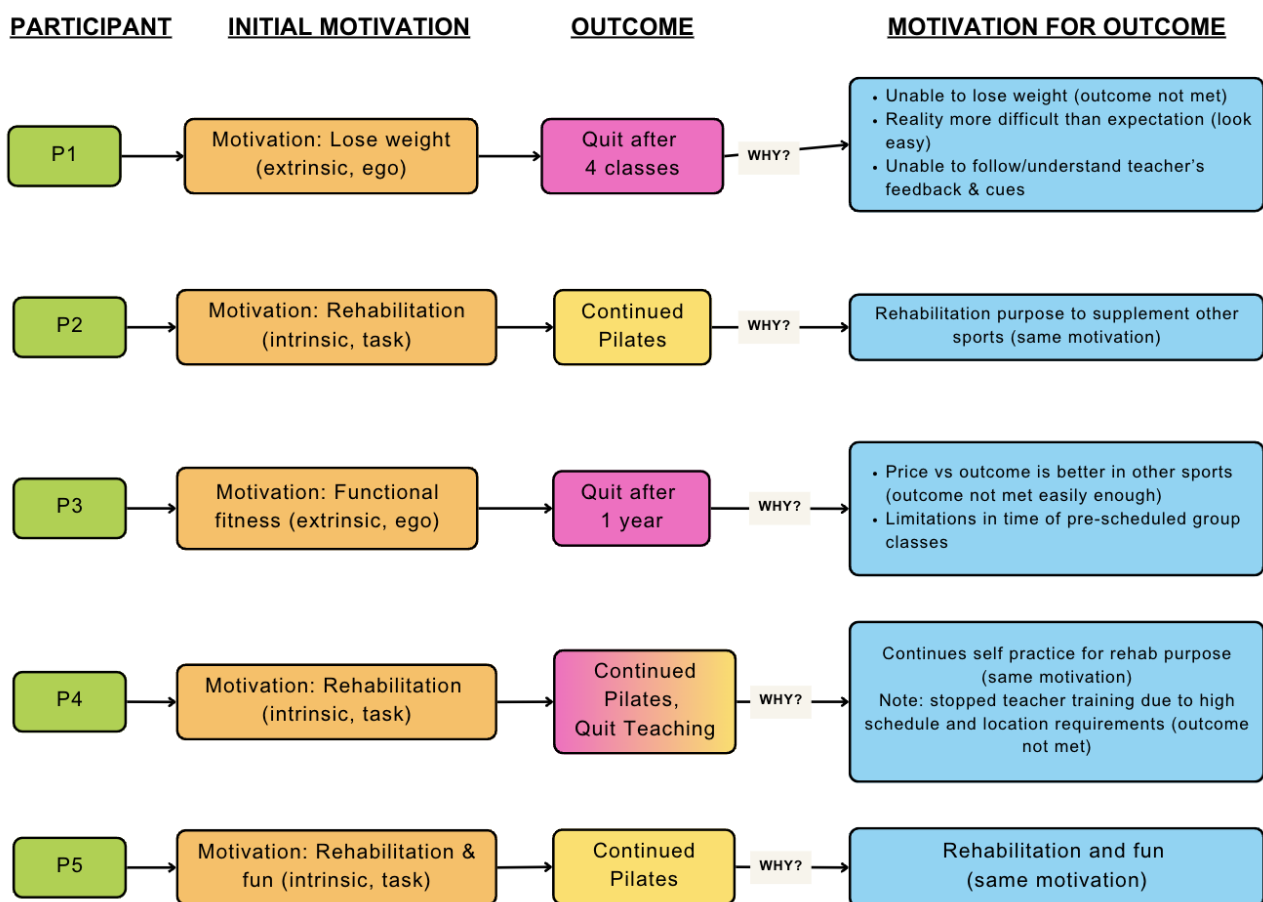 PARTICIPANT INITIAL MOTIVATION OUTCOME MOTIVATION FOR OUTCOME
P1
Motivation: Lose weight
(extrinsic, ego)
Quit after
4 classes
WHY?
• Unable to lose weight (outcome not met)
• Reality more difficult than expectation (look
easy)
• Unable to follow/understand teacher’s
feedback & cues
P2
Motivation: Rehabilitation
(intrinsic, task)
Continued
Pilates
WHY?
Rehabilitation purpose to supplement other
sports (same motivation)
P3
Motivation: Functional
fitness (extrinsic, ego)
Quit after
1 year
WHY?
• Price vs outcome is better in other sports
(outcome not met easily enough)
• Limitations in time of pre-scheduled group
classes
P4
Motivation: Rehabilitation
(intrinsic, task)
Continued
Pilates,
Quit Teaching
WHY?
Continues self practice for rehab purpose
(same motivation)
Note: stopped teacher training due to high
schedule and location requirements (outcome
not met)
P5
Motivation: Rehabilitation &
fun (intrinsic, task)
Continued
Pilates
WHY?
Rehabilitation and fun
(same motivation)